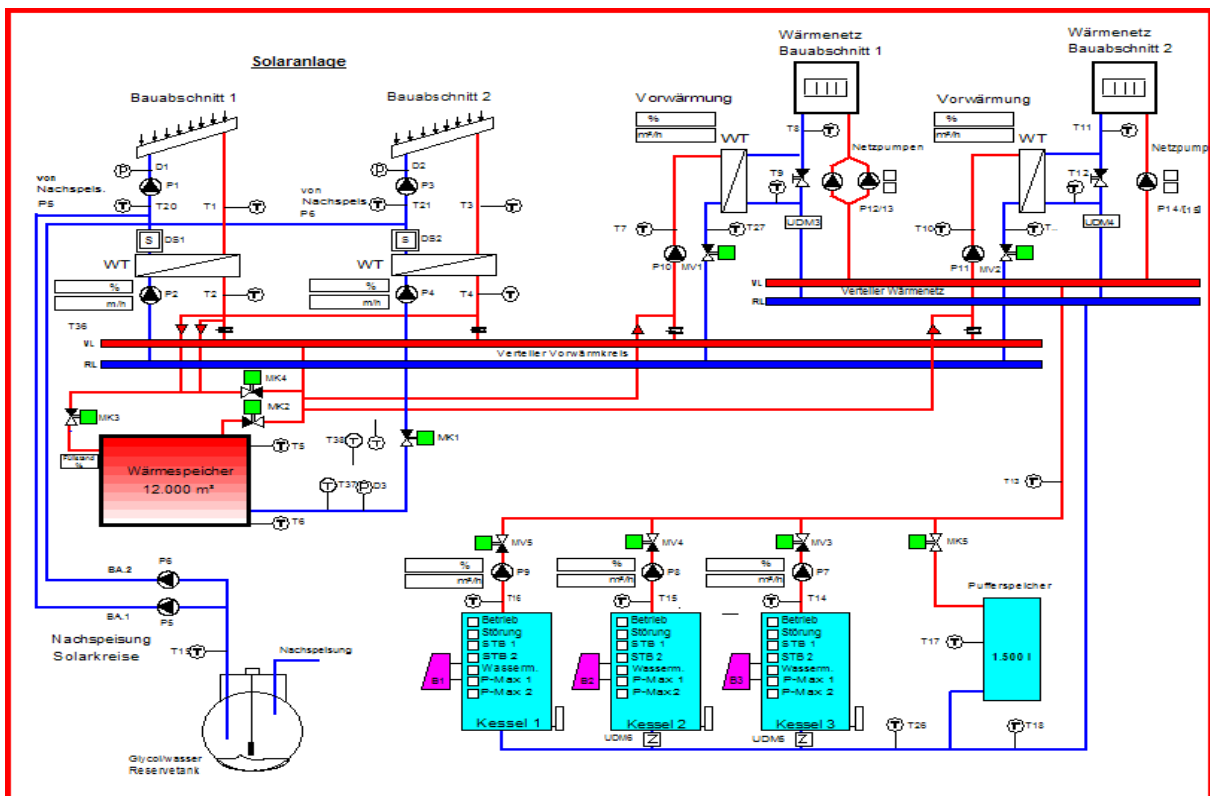 Solaranlage
Bauabschnitt 1
Bauabschnitt 2
Wärmenetz
Bauabschnitt 1
Wärmenetz
Bauabschnitt 2
Vorwärmung
%
m³/h
WT
T8
Netzpumpen
T9
P12/13
UDM3
T7
T27
P10
MV1
Vorwärmung
%
m³/h
WT
T11
Netzpump
T12
P14/[15]
UDM4
T10
T..
P11
MV2
von
Nachspeis.
P5
D1
P1
T20
T1
DS1
WT
%
m/h
P2
T2
von
Nachspeis.
P6
D2
P3
T21
T3
DS2
WT
%
m/h
P4
T4
VL
Verteiler Wärmenetz
RL
T36
VL
Verteiler Vorwärmkreis
RL
MK4
MK2
MK3
MK1
Füllstand
%
Wärmespeicher
12.000 m³
T5
T6
T38
T
T37
D3
T13
BA.2
P6
BA.1
P5
Nachspeisung
Solarkreise
T19
Nachspeisung
Glycol/wasser
Reservetank
MV5
%
m³/h
P9
T16
MV4
%
m³/h
P8
T15
MV3
%
m³/h
P7
T14
MK5
Pufferspeicher
T17
1.500 l
Betrieb
Störung
STB 1
STB 2
Wasserm.
P-Max 1
P-Max 2
B1
Kessel 1
Betrieb
Störung
STB 1
STB 2
Wasserm.
P-Max 1
P-Max 2
B2
Kessel 2
Betrieb
Störung
STB 1
STB 2
Wasserm.
P-Max 1
P-Max 2
B3
Kessel 3
UDM6
Z
UDM5
Z
T26
T18